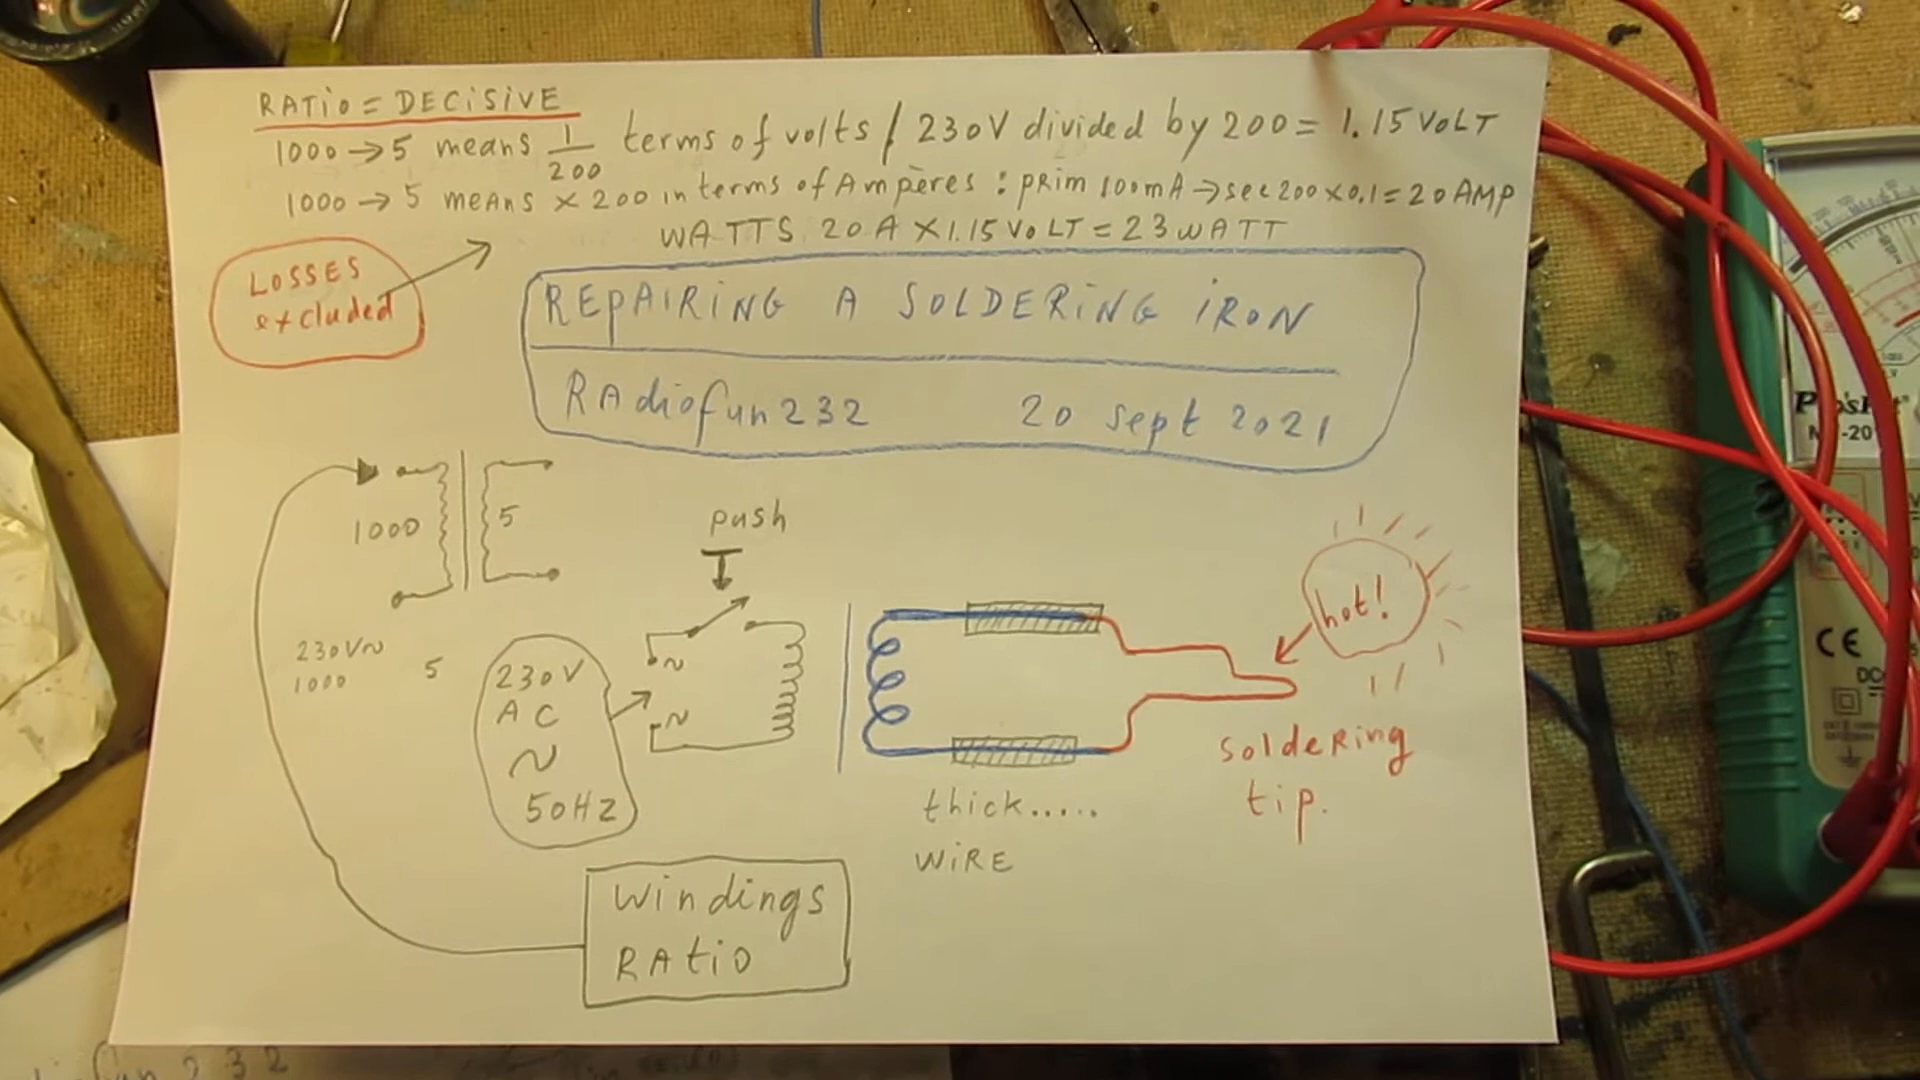 RATiO = DECiSiVE
1000 → 5 means 1/200 terms of volts / 230V divided by 200 = 1.15 VOLT
1000 → 5 means × 200 in terms of Ampères : prim 100mA → sec 200 x 0.1 = 20 AMP
WATTS 20 A X 1.15 VOLT = 23 WATT
LOSSES
excluded
REPAIRING A SOLDERING iRON
RAdiofun232 20 sept 2021
1000 5
push
hot!
230V~
1000 5
230V
AC
~
50HZ
~
~
soldering
tip.
thick.....
WiRE
windings
RAtiO
CE
DC